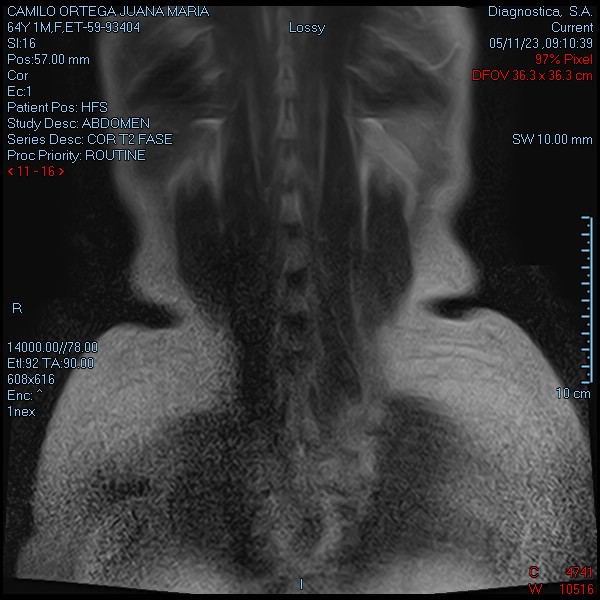 CAMILO ORTEGA JUANA MARIA
64Y 1M,F,ET-59-93404
Sl:16
Pos:57.00 mm
Cor
Ec:1
Patient Pos: HFS
Study Desc: ABDOMEN
Series Desc: COR T2 FASE
Proc Priority: ROUTINE
< 11 - 16 >
Lossy
Diagnostica, S.A.
Current
05/11/23 ,09:10:39
97% Pixel
DFOV 36.3 x 36.3 cm
SW 10.00 mm
R
14000.00//78.00
Etl:92 TA:90.00
608x616
Enc: ^
1nex
10 cm
I
C 4741
W 10516